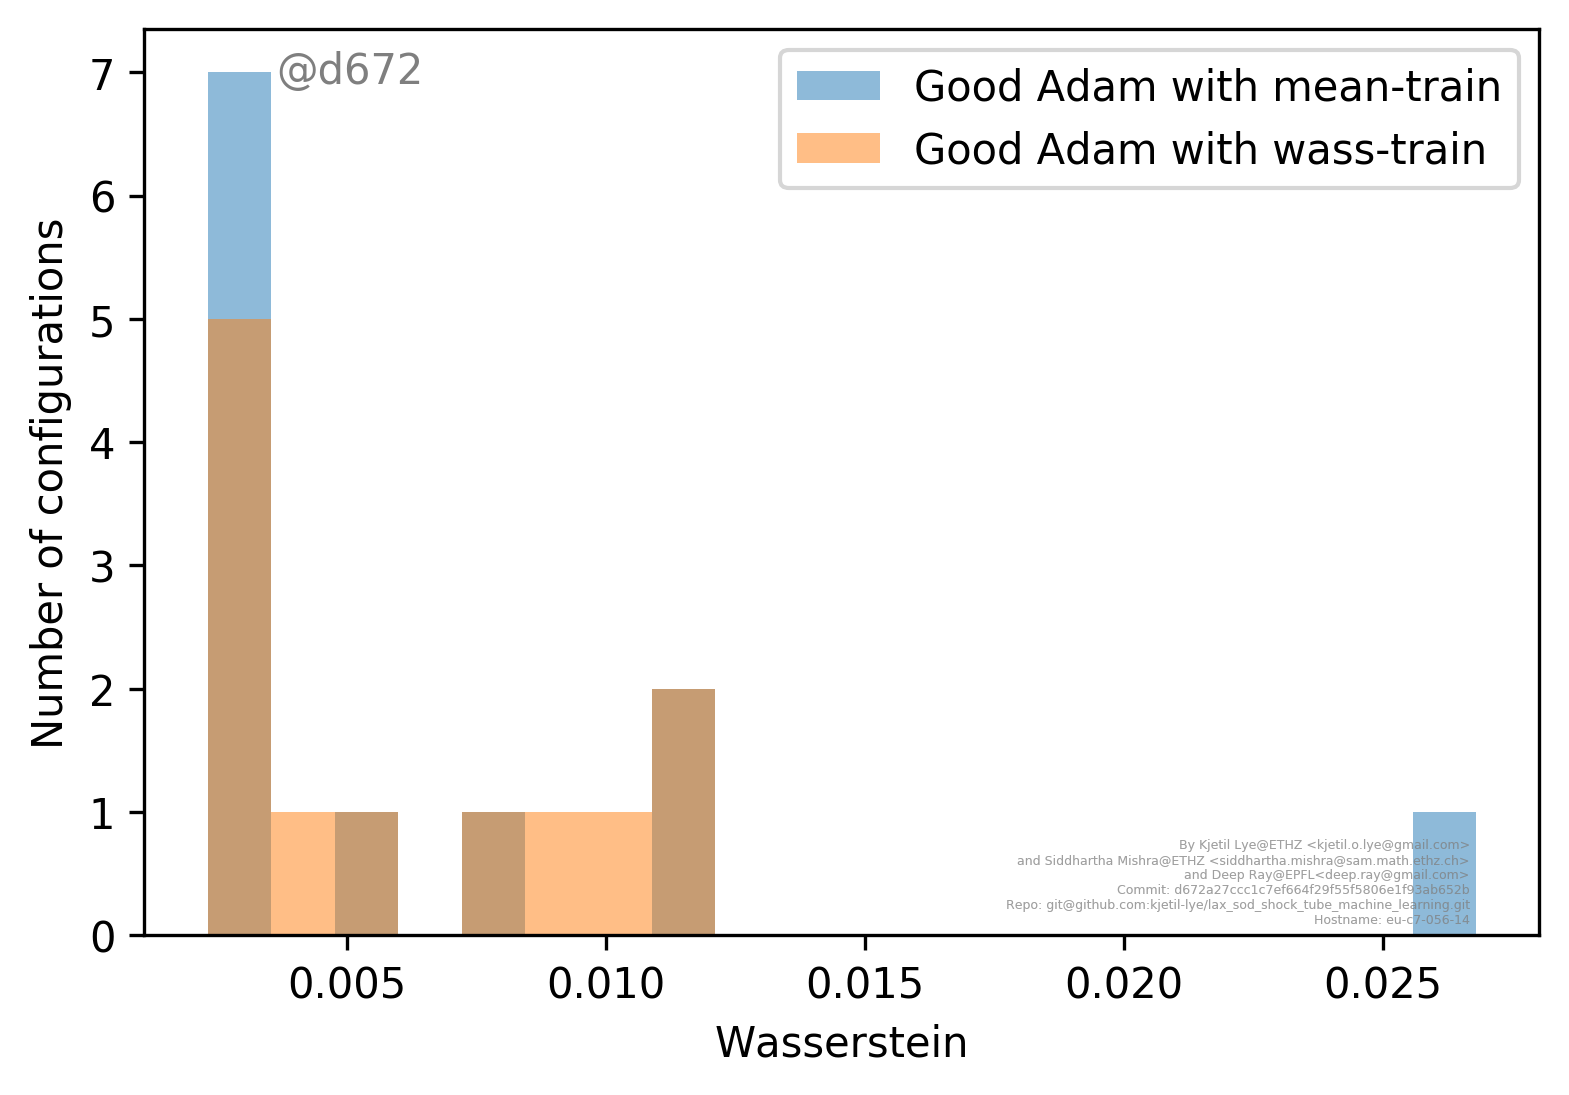 @d672
Good Adam with mean-train
Good Adam with wass-train
7
6
5
4
3
2
1
0
Number of configurations
By Kjetil Lye@ETHZ <kjetil.o.lye@gmail.com>
and Siddhartha Mishra@ETHZ <siddhartha.mishra@sam.math.ethz.ch>
and Deep Ray@EPFL<deep.ray@gmail.com>
Commit: d672a27ccc1c7ef664f29f55f5806e1f93ab652b
Repo: git@github.com:kjetil-lye/lax_sod_shock_tube_machine_learning.git
Hostname: eu-c7-056-14
0.005 0.010 0.015 0.020 0.025
Wasserstein